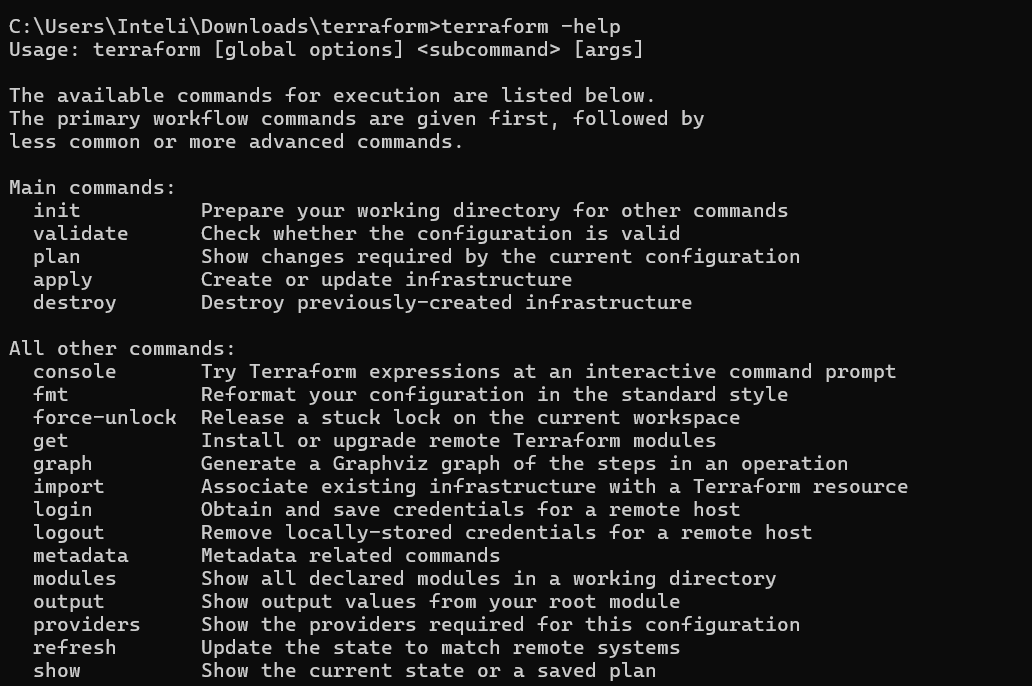 C:\Users\Inteli\Downloads\terraform>terraform -help
Usage: terraform [global options] <subcommand> [args]

The available commands for execution are listed below.
The primary workflow commands are given first, followed by
less common or more advanced commands.

Main commands:
  init          Prepare your working directory for other commands
  validate      Check whether the configuration is valid
  plan          Show changes required by the current configuration
  apply         Create or update infrastructure
  destroy       Destroy previously-created infrastructure

All other commands:
  console       Try Terraform expressions at an interactive command prompt
  fmt           Reformat your configuration in the standard style
  force-unlock  Release a stuck lock on the current workspace
  get           Install or upgrade remote Terraform modules
  graph         Generate a Graphviz graph of the steps in an operation
  import        Associate existing infrastructure with a Terraform resource
  login         Obtain and save credentials for a remote host
  logout        Remove locally-stored credentials for a remote host
  metadata      Metadata related commands
  modules       Show all declared modules in a working directory
  output        Show output values from your root module
  providers     Show the providers required for this configuration
  refresh       Update the state to match remote systems
  show          Show the current state or a saved plan